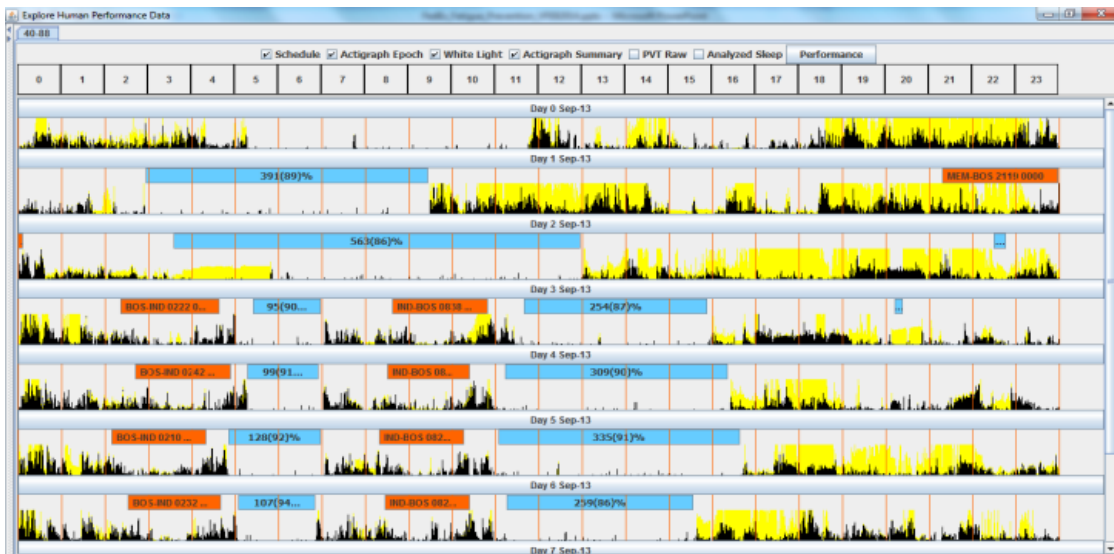 Explore Human Performance Data
40-88
Schedule Actigraph Epoch White Light Actigraph Summary PVT Raw Analyzed Sleep Performance
0 1 2 3 4 5 6 7 8 9 10 11 12 13 14 15 16 17 18 19 20 21 22 23
Day 0 Sep-13
Day 1 Sep-13
391(89)% MEM-BOS 2119 0000
Day 2 Sep-13
563(86)% ...
Day 3 Sep-13
BOS-IND 0222 0... 95(90... IND-BOS 0838 ... 254(87)% ...
Day 4 Sep-13
BOS-IND 0242 ... 99(91... IND-BOS 08... 309(90)%
Day 5 Sep-13
BOS-IND 0210 ... 128(92)% IND-BOS 082... 335(91)%
Day 6 Sep-13
BOS-IND 0232 ... 107(94... IND-BOS 082... 259(86)%
Day 7 Sep-13